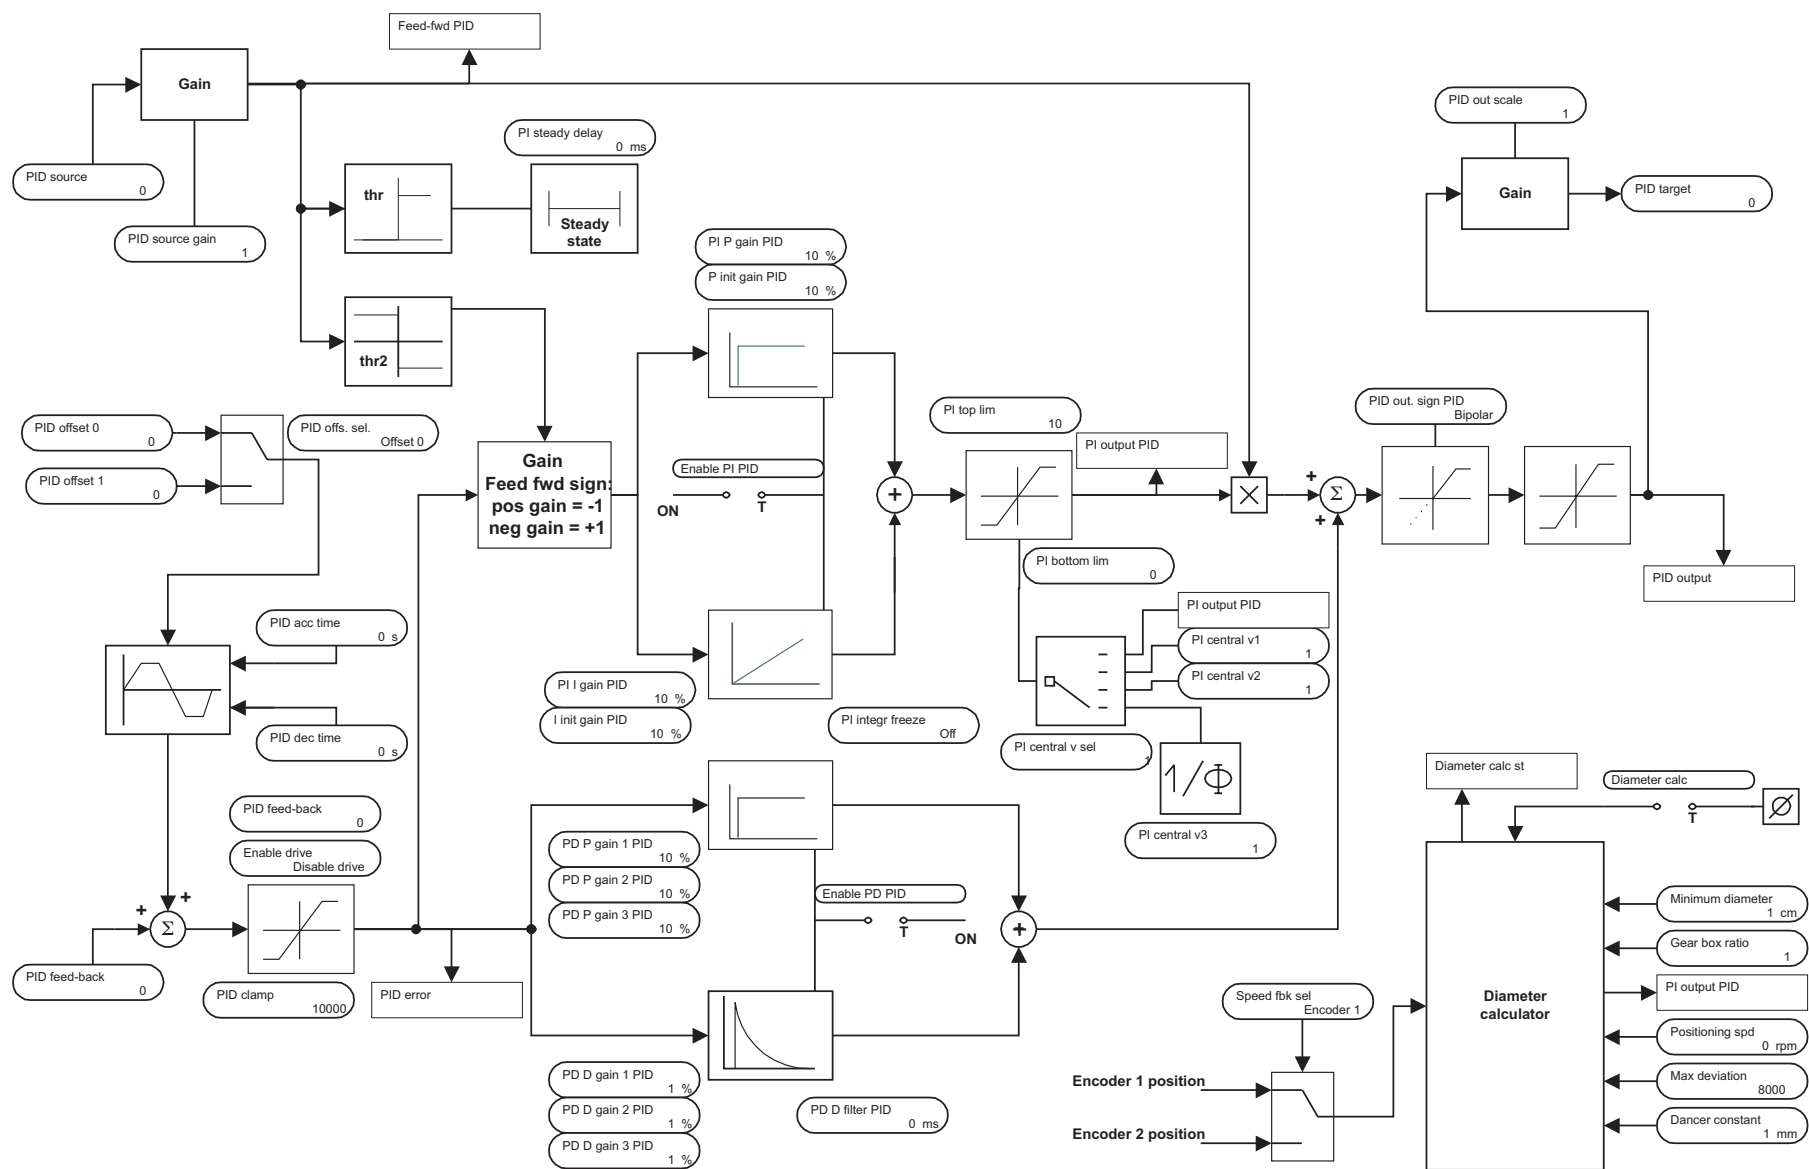 Feed-fwd PID
Gain
PID source
0
PID source gain
1
PI steady delay
0 ms
thr
Steady
state
thr2
PID out scale
1
Gain
PID target
0
PI P gain PID
10 %
P init gain PID
10 %
PID offset 0
0
PID offs. sel.
Offset 0
PID offset 1
0
Gain
Feed fwd sign:
pos gain = -1
neg gain = +1
Enable PI PID
ON
T
+
PI top lim
10
PI output PID
PID out. sign PID
Bipolar
+
Σ
+
PI bottom lim
0
PID output
PI output PID
PI central v1
1
PI central v2
1
PID acc time
0 s
PID dec time
0 s
PI I gain PID
10 %
I init gain PID
10 %
PI integr freeze
Off
PI central v sel
1
1/Φ
PI central v3
1
Diameter calc st
Diameter calc
T
Ø
PID feed-back
0
Enable drive
Disable drive
+
+
Σ
PID feed-back
0
PID clamp
10000
PID error
PD P gain 1 PID
10 %
PD P gain 2 PID
10 %
PD P gain 3 PID
10 %
Enable PD PID
T
ON
+
PD D gain 1 PID
1 %
PD D gain 2 PID
1 %
PD D gain 3 PID
1 %
PD D filter PID
0 ms
Speed fbk sel
Encoder 1
Encoder 1 position
Encoder 2 position
Diameter
calculator
Minimum diameter
1 cm
Gear box ratio
1
PI output PID
Positioning spd
0 rpm
Max deviation
8000
Dancer constant
1 mm